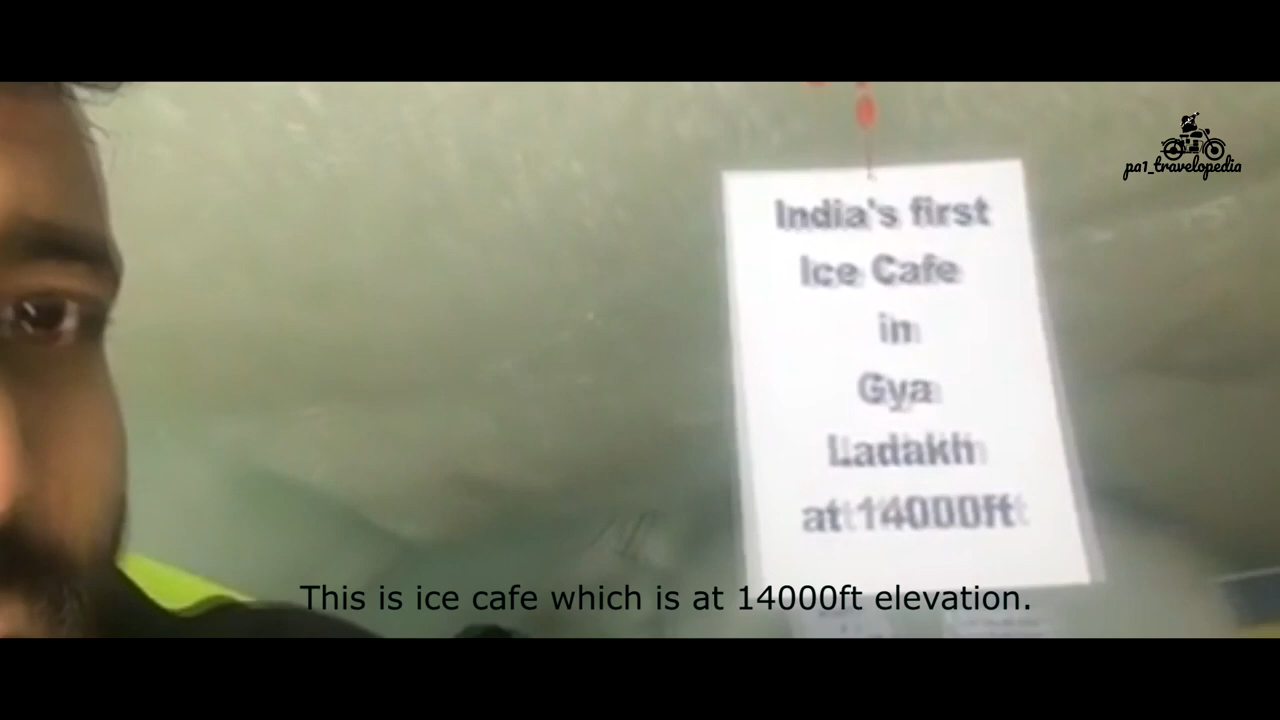 pa1_travelopedia
India's first
Ice Cafe
in
Gya
Ladakh
at 14000ft
This is ice cafe which is at 14000ft elevation.